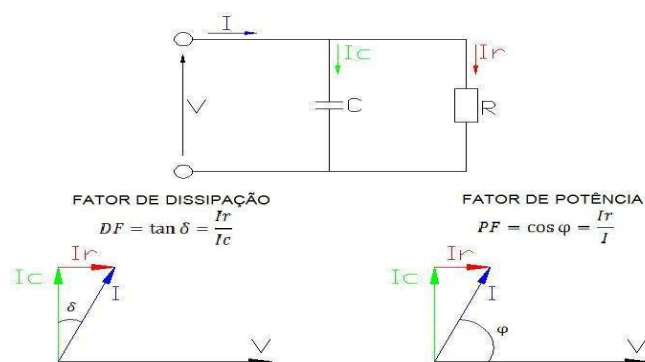 I
Ic
Ir
V
C
R
FATOR DE DISSIPAÇÃO
DF = tan δ = Ir/Ic
FATOR DE POTÊNCIA
PF = cos φ = Ir/I
Ir
Ic
I
δ
V
Ir
Ic
I
φ
V